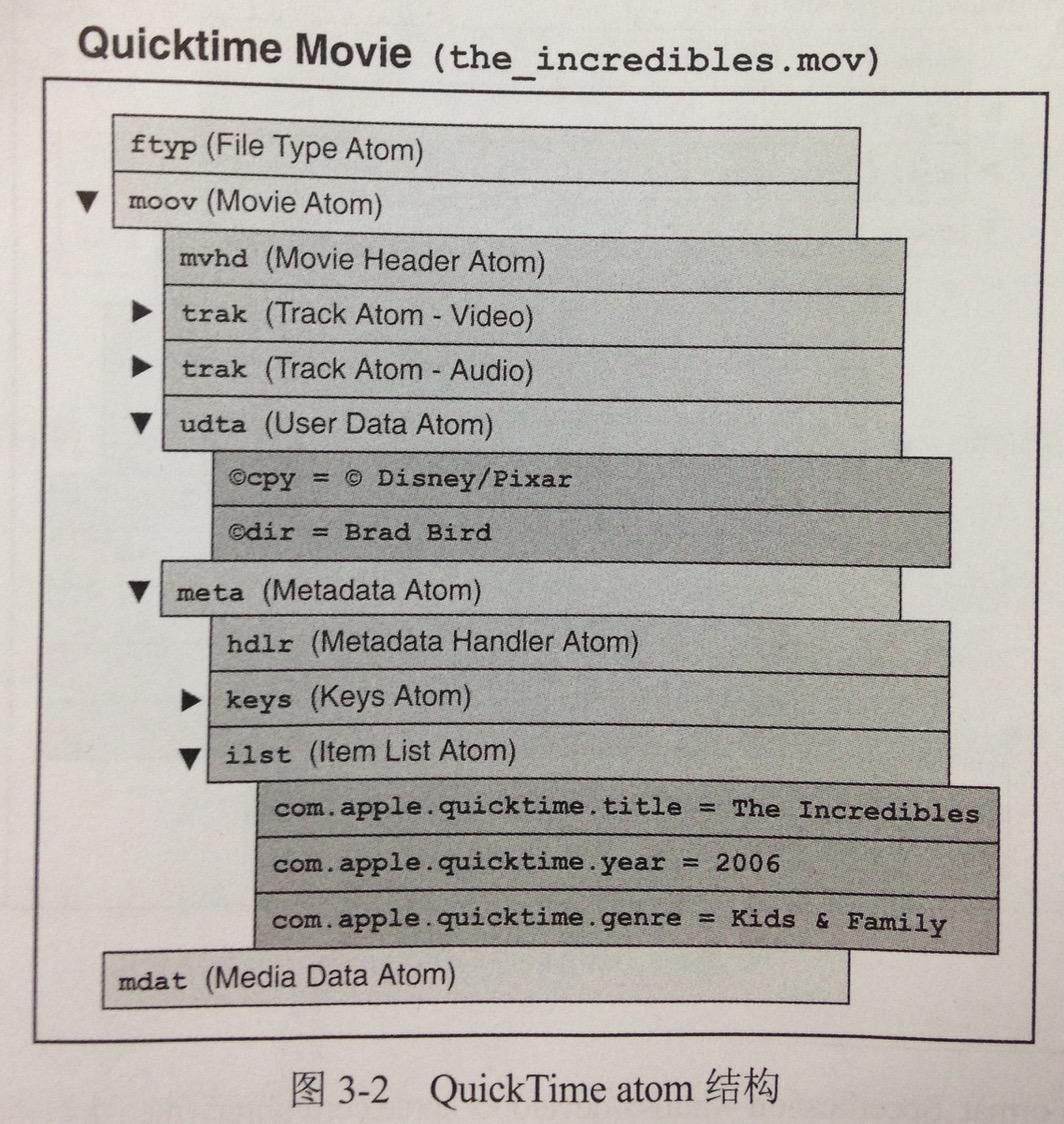 Quicktime Movie (the_incredibles.mov)
ftyp (File Type Atom)
moov (Movie Atom)
mvhd (Movie Header Atom)
trak (Track Atom - Video)
trak (Track Atom - Audio)
udta (User Data Atom)
©cpy = © Disney/Pixar
©dir = Brad Bird
meta (Metadata Atom)
hdlr (Metadata Handler Atom)
keys (Keys Atom)
ilst (Item List Atom)
com.apple.quicktime.title = The Incredibles
com.apple.quicktime.year = 2006
com.apple.quicktime.genre = Kids & Family
mdat (Media Data Atom)
图 3-2 QuickTime atom 结构